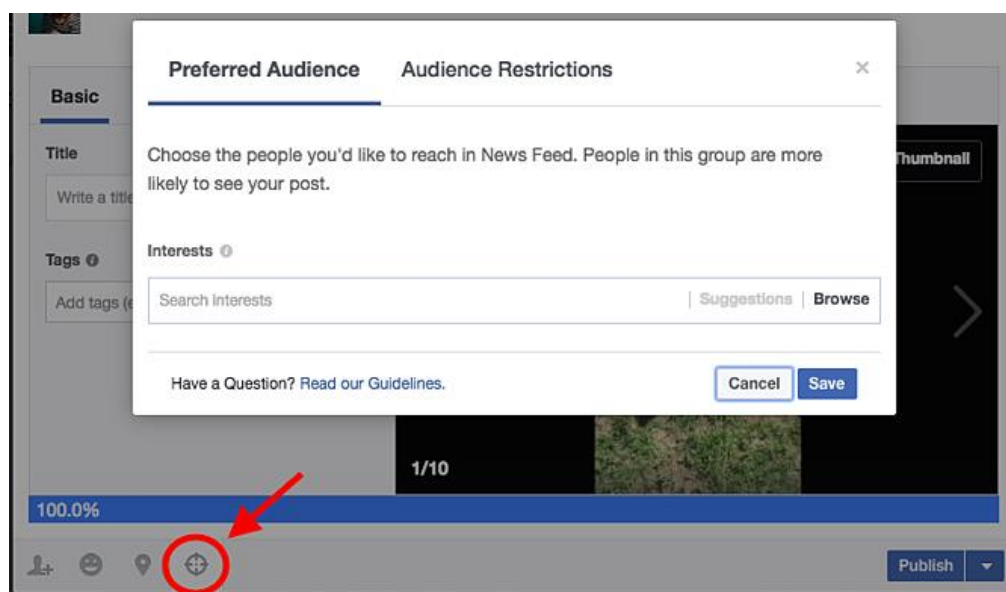 Preferred Audience Audience Restrictions ×
Basic
Title
Choose the people you'd like to reach in News Feed. People in this group are more
likely to see your post.
Thumbnail
Write a title
Interests
Tags
Search interests | Suggestions | Browse
Add tags (e
Have a Question? Read our Guidelines.
Cancel Save
1/10
100.0%
Publish